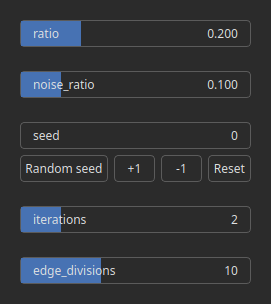 ratio 0.200
noise_ratio 0.100
seed 0
Random seed +1 -1 Reset
iterations 2
edge_divisions 10